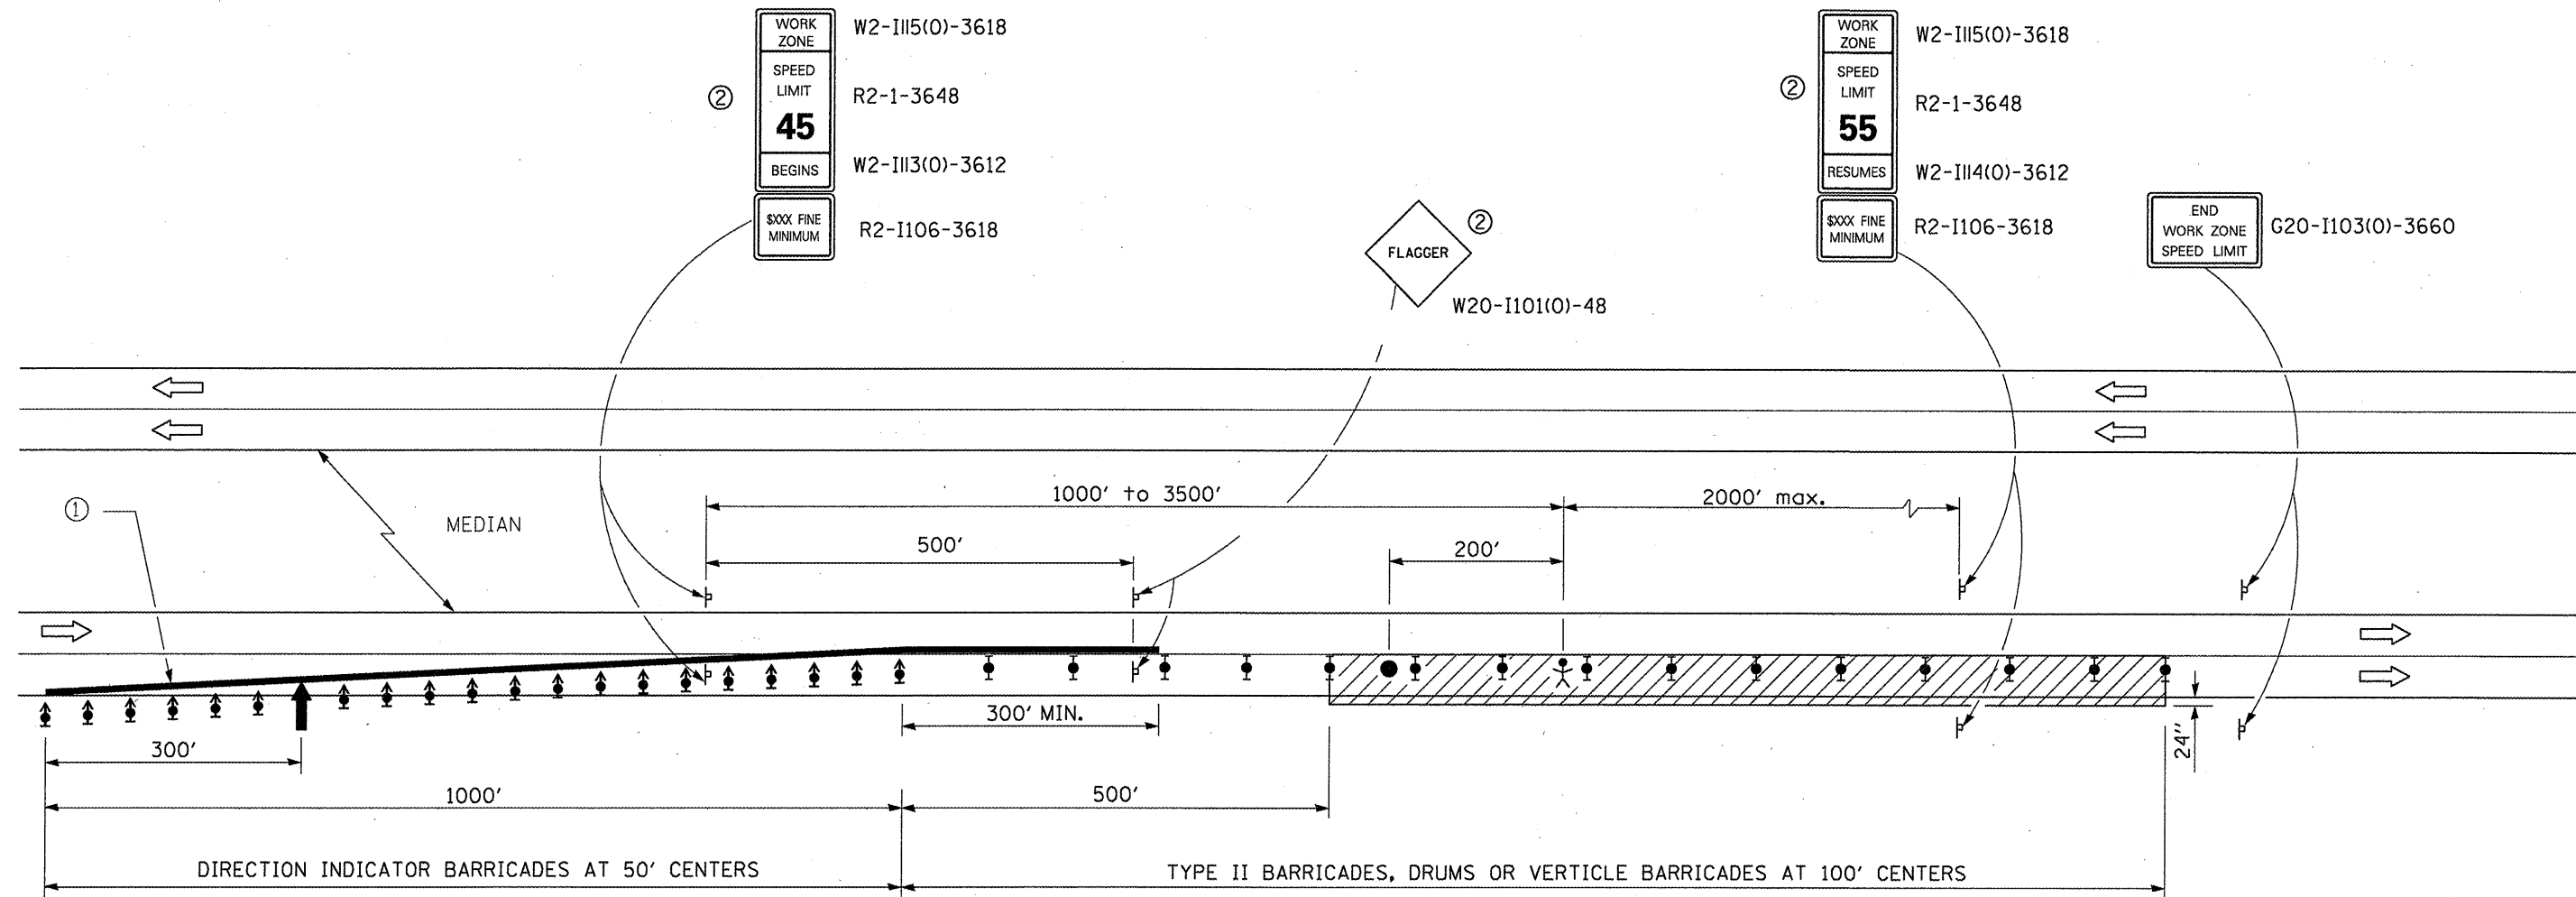 WORK
ZONE
SPEED
LIMIT
45
BEGINS
$XXX FINE
MINIMUM
W2-I115(O)-3618
②
R2-1-3648
W2-I113(O)-3612
R2-I106-3618
FLAGGER
②
W20-I101(O)-48
WORK
ZONE
SPEED
LIMIT
55
RESUMES
$XXX FINE
MINIMUM
W2-I115(O)-3618
②
R2-1-3648
W2-I114(O)-3612
R2-I106-3618
END
WORK ZONE
SPEED LIMIT
G20-I103(O)-3660
①
MEDIAN
1000' to 3500'
2000' max.
500'
200'
300'
300' MIN.
24"
1000'
500'
DIRECTION INDICATOR BARRICADES AT 50' CENTERS
TYPE II BARRICADES, DRUMS OR VERTICLE BARRICADES AT 100' CENTERS